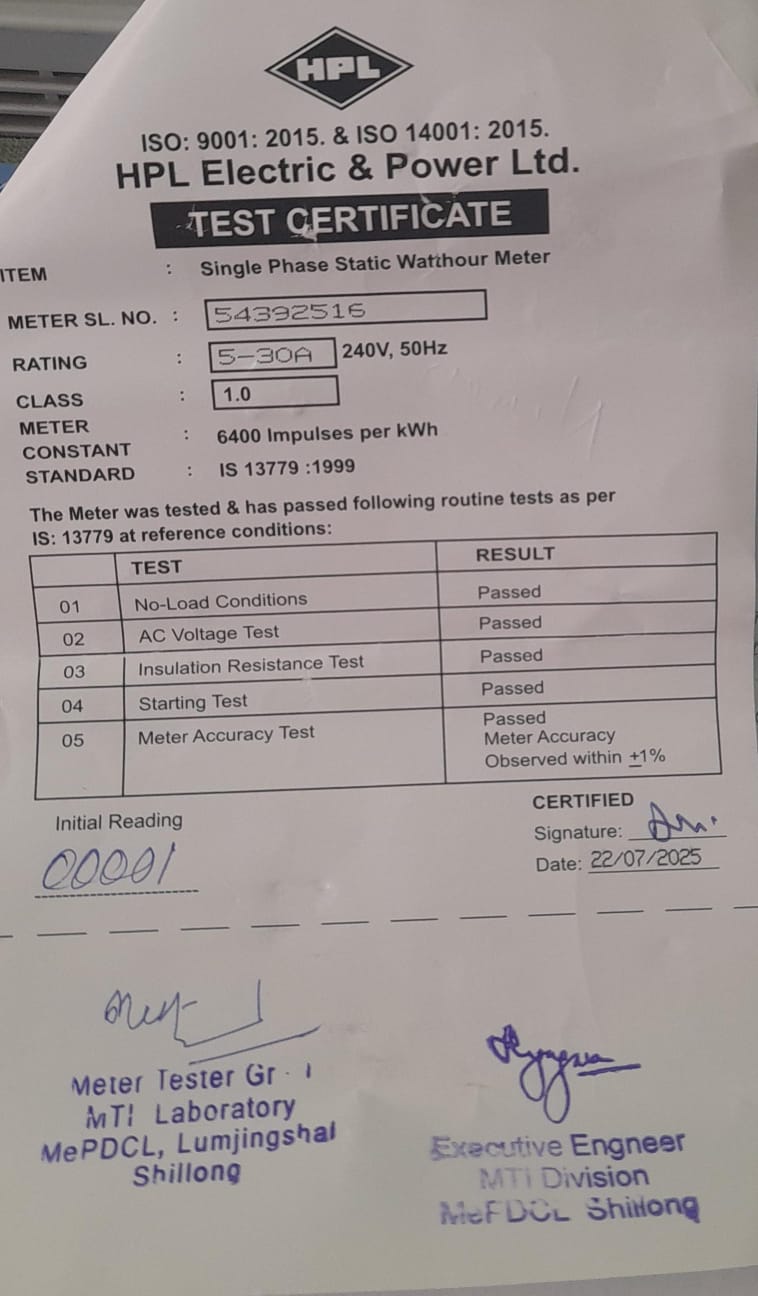 HPL
ISO: 9001: 2015. & ISO 14001: 2015.
HPL Electric & Power Ltd.
TEST CERTIFICATE
ITEM : Single Phase Static Watthour Meter
METER SL. NO. : 54392516
RATING : 5-30A 240V, 50Hz
CLASS : 1.0
METER
CONSTANT : 6400 Impulses per kWh
STANDARD : IS 13779 :1999
The Meter was tested & has passed following routine tests as per
IS: 13779 at reference conditions:
TEST RESULT
01 No-Load Conditions Passed
02 AC Voltage Test Passed
03 Insulation Resistance Test Passed
04 Starting Test Passed
05 Meter Accuracy Test Passed
Meter Accuracy
Observed within ±1%
Initial Reading
00001
CERTIFIED
Signature:
Date: 22/07/2025
Meter Tester Gr - I
MTI Laboratory
MePDCL, Lumjingshai
Shillong
Executive Engneer
MTI Division
MePDCL Shillong